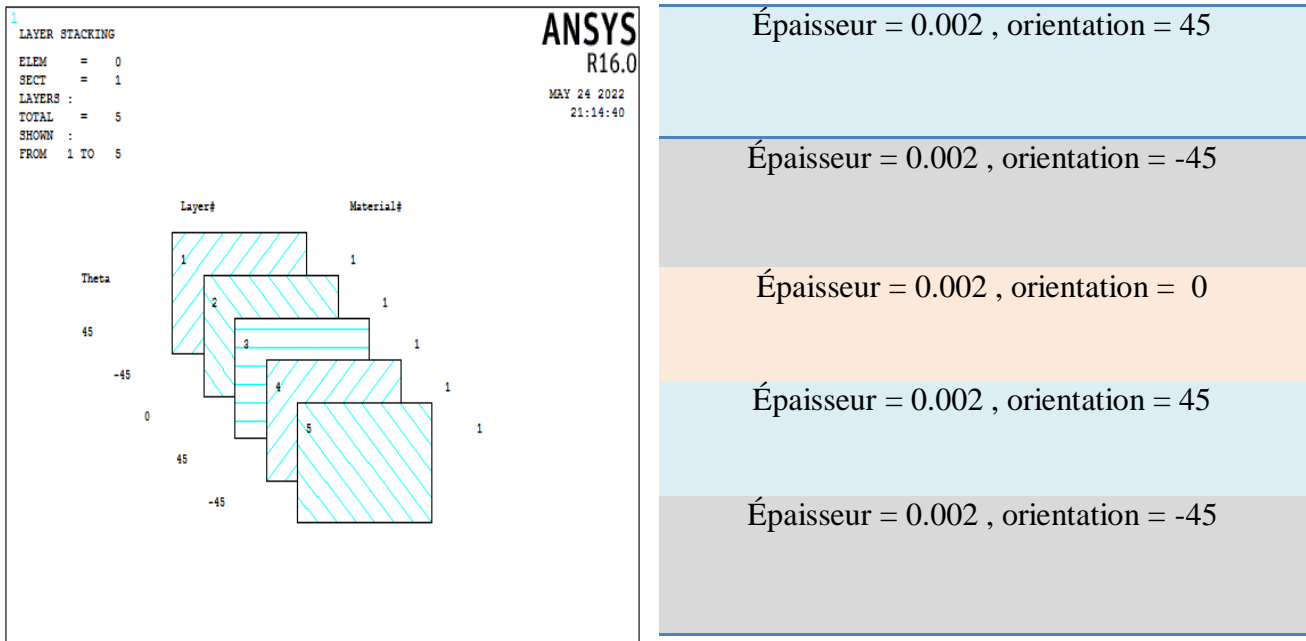 1
LAYER STACKING
ELEM = 0
SECT = 1
LAYERS :
TOTAL = 5
SHOWN :
FROM 1 TO 5
ANSYS
R16.0
MAY 24 2022
21:14:40
Layer# Material#
Theta
1 1
45
2 1
-45
3 1
0
4 1
45
5 1
-45
Épaisseur = 0.002 , orientation = 45
Épaisseur = 0.002 , orientation = -45
Épaisseur = 0.002 , orientation = 0
Épaisseur = 0.002 , orientation = 45
Épaisseur = 0.002 , orientation = -45